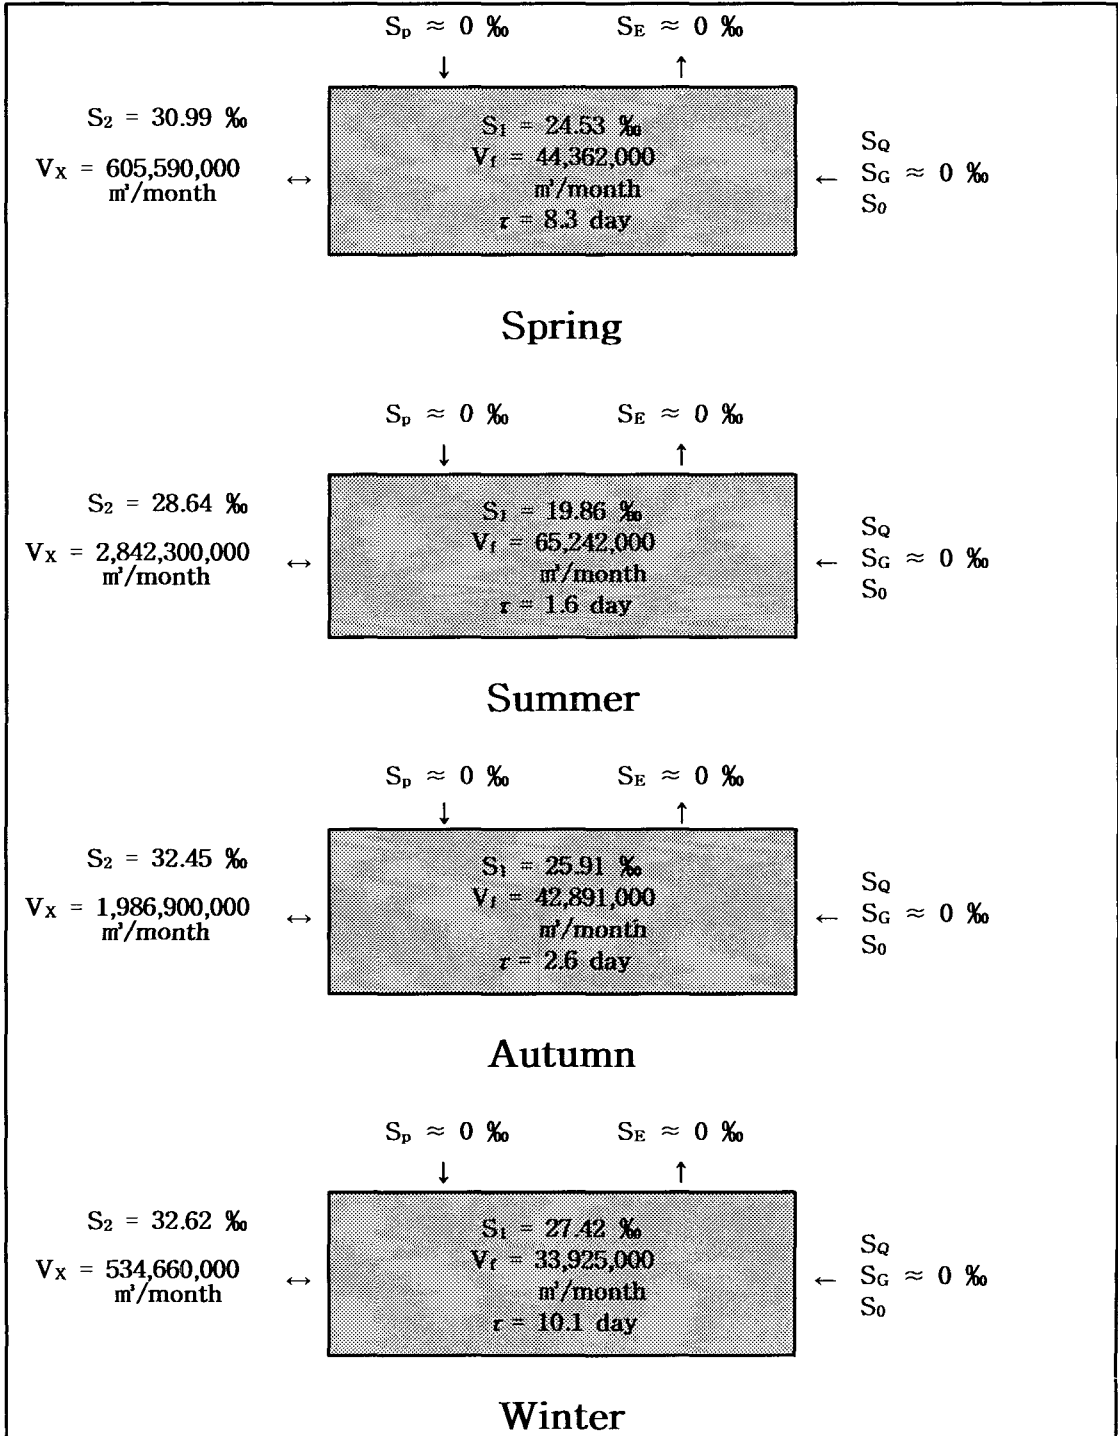 Sp ≈ 0 ‰ SE ≈ 0 ‰
↓ ↑
S2 = 30.99 ‰
VX = 605,590,000
m³/month
↔
S1 = 24.53 ‰
Vf = 44,362,000
m³/month
τ = 8.3 day
←
SQ
SG ≈ 0 ‰
S0
Spring
Sp ≈ 0 ‰ SE ≈ 0 ‰
↓ ↑
S2 = 28.64 ‰
VX = 2,842,300,000
m³/month
↔
S1 = 19.86 ‰
Vf = 65,242,000
m³/month
τ = 1.6 day
←
SQ
SG ≈ 0 ‰
S0
Summer
Sp ≈ 0 ‰ SE ≈ 0 ‰
↓ ↑
S2 = 32.45 ‰
VX = 1,986,900,000
m³/month
↔
S1 = 25.91 ‰
Vf = 42,891,000
m³/month
τ = 2.6 day
←
SQ
SG ≈ 0 ‰
S0
Autumn
Sp ≈ 0 ‰ SE ≈ 0 ‰
↓ ↑
S2 = 32.62 ‰
VX = 534,660,000
m³/month
↔
S1 = 27.42 ‰
Vf = 33,925,000
m³/month
τ = 10.1 day
←
SQ
SG ≈ 0 ‰
S0
Winter